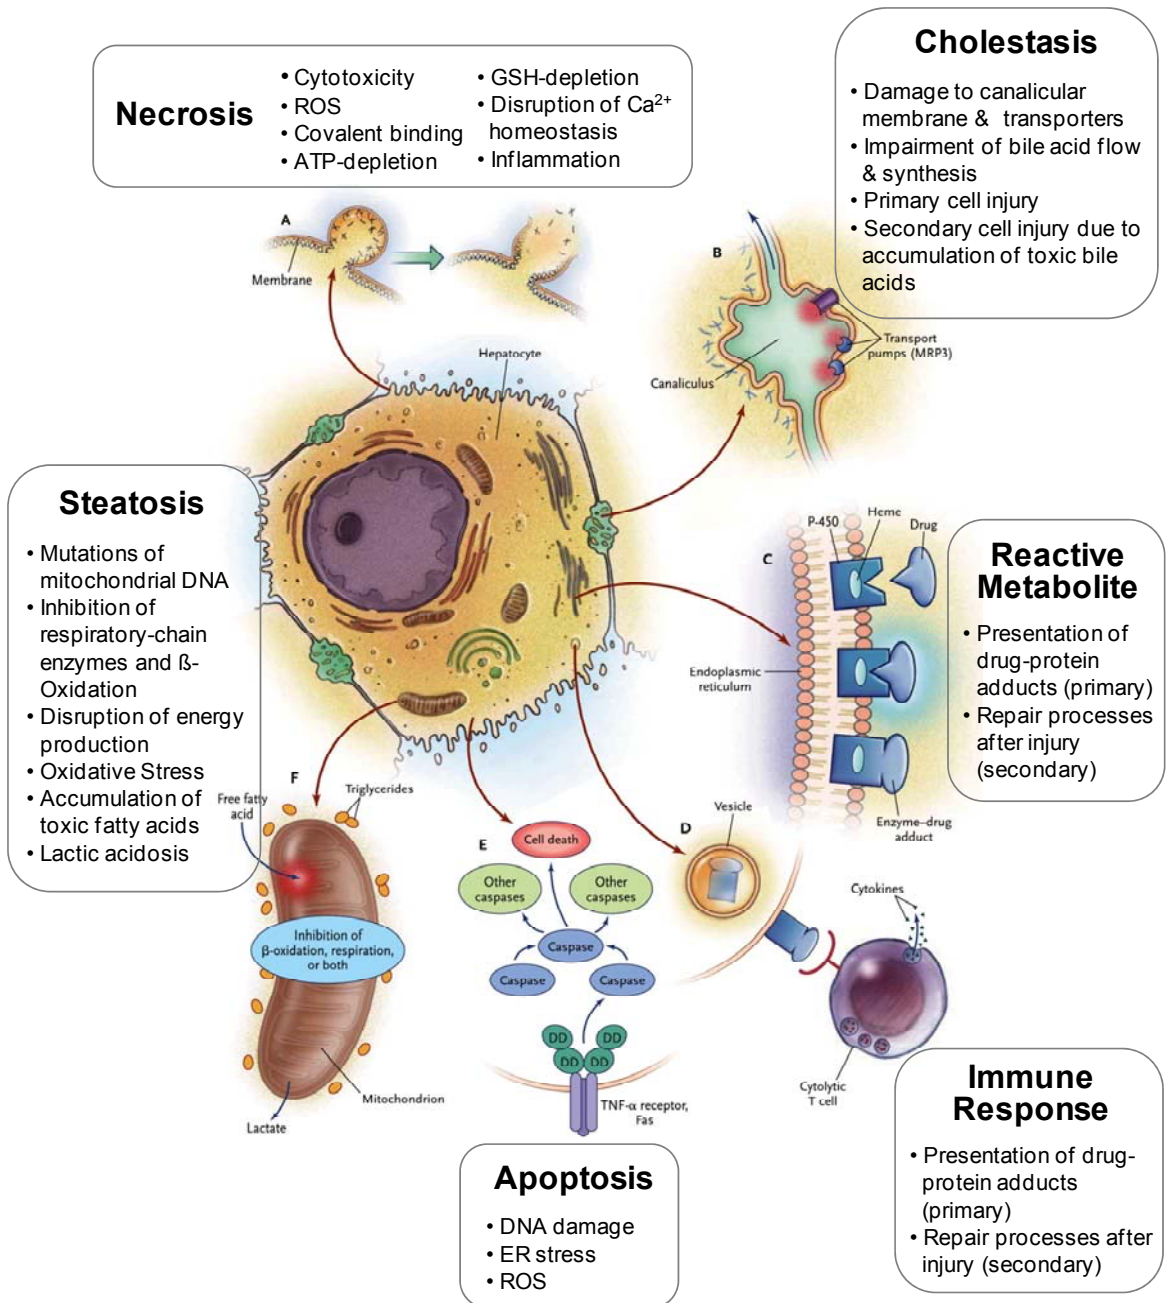 Necrosis
• Cytotoxicity
• ROS
• Covalent binding
• ATP-depletion
• GSH-depletion
• Disruption of Ca²⁺
homeostasis
• Inflammation
Cholestasis
• Damage to canalicular
membrane & transporters
• Impairment of bile acid flow
& synthesis
• Primary cell injury
• Secondary cell injury due to
accumulation of toxic bile
acids
A
Membrane
B
Canaliculus
Transport
pumps (MRP3)
Hepatocyte
Steatosis
• Mutations of
mitochondrial DNA
• Inhibition of
respiratory-chain
enzymes and ß-
Oxidation
• Disruption of energy
production
• Oxidative Stress
• Accumulation of
toxic fatty acids
• Lactic acidosis
C
P-450
Heme
Drug
Endoplasmic
reticulum
Enzyme–drug
adduct
Reactive
Metabolite
• Presentation of
drug-protein
adducts (primary)
• Repair processes
after injury
(secondary)
F
Free fatty
acid
Triglycerides
Inhibition of
β-oxidation, respiration,
or both
Mitochondrion
Lactate
E
Cell death
Other
caspases
Other
caspases
Caspase
Caspase
Caspase
DD
DD
DD
DD
TNF-α receptor,
Fas
D
Vesicle
Cytokines
Cytolytic
T cell
Apoptosis
• DNA damage
• ER stress
• ROS
Immune
Response
• Presentation of drug-
protein adducts
(primary)
• Repair processes after
injury (secondary)